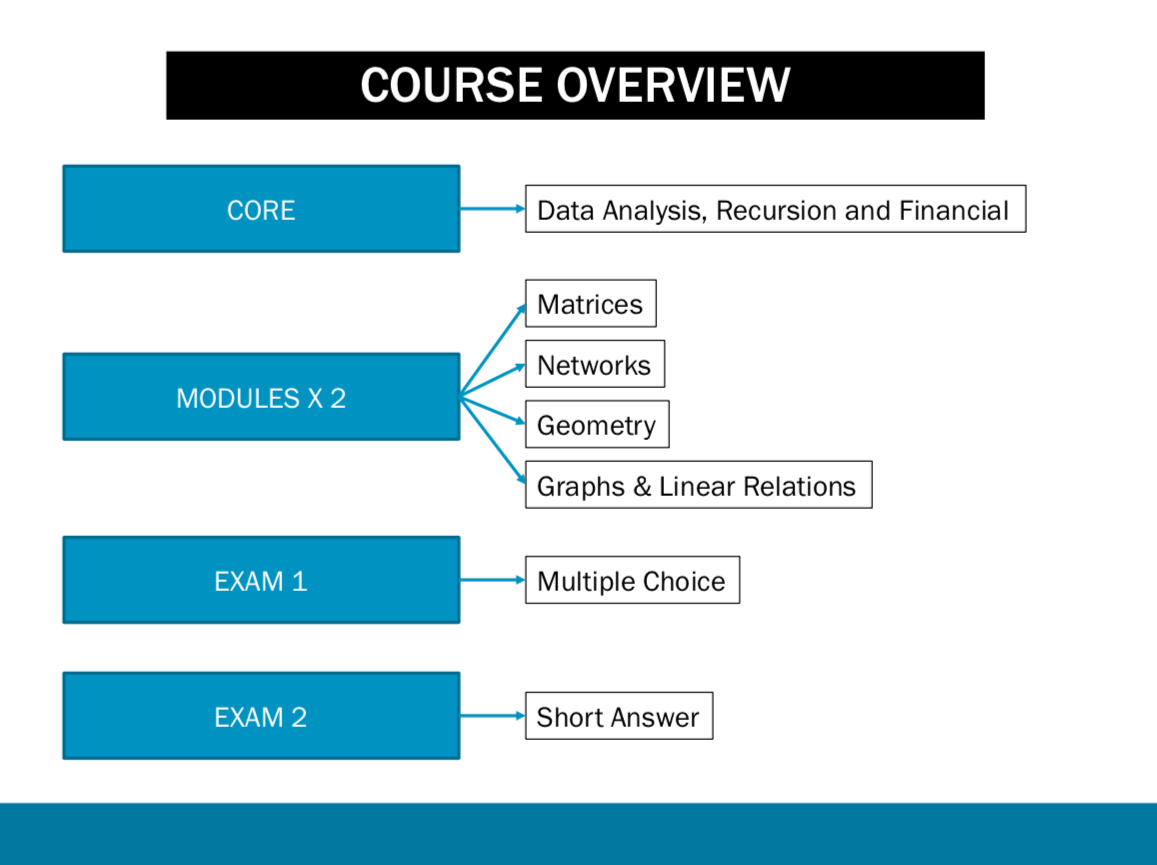 COURSE OVERVIEW
CORE
Data Analysis, Recursion and Financial
MODULES X 2
Matrices
Networks
Geometry
Graphs & Linear Relations
EXAM 1
Multiple Choice
EXAM 2
Short Answer